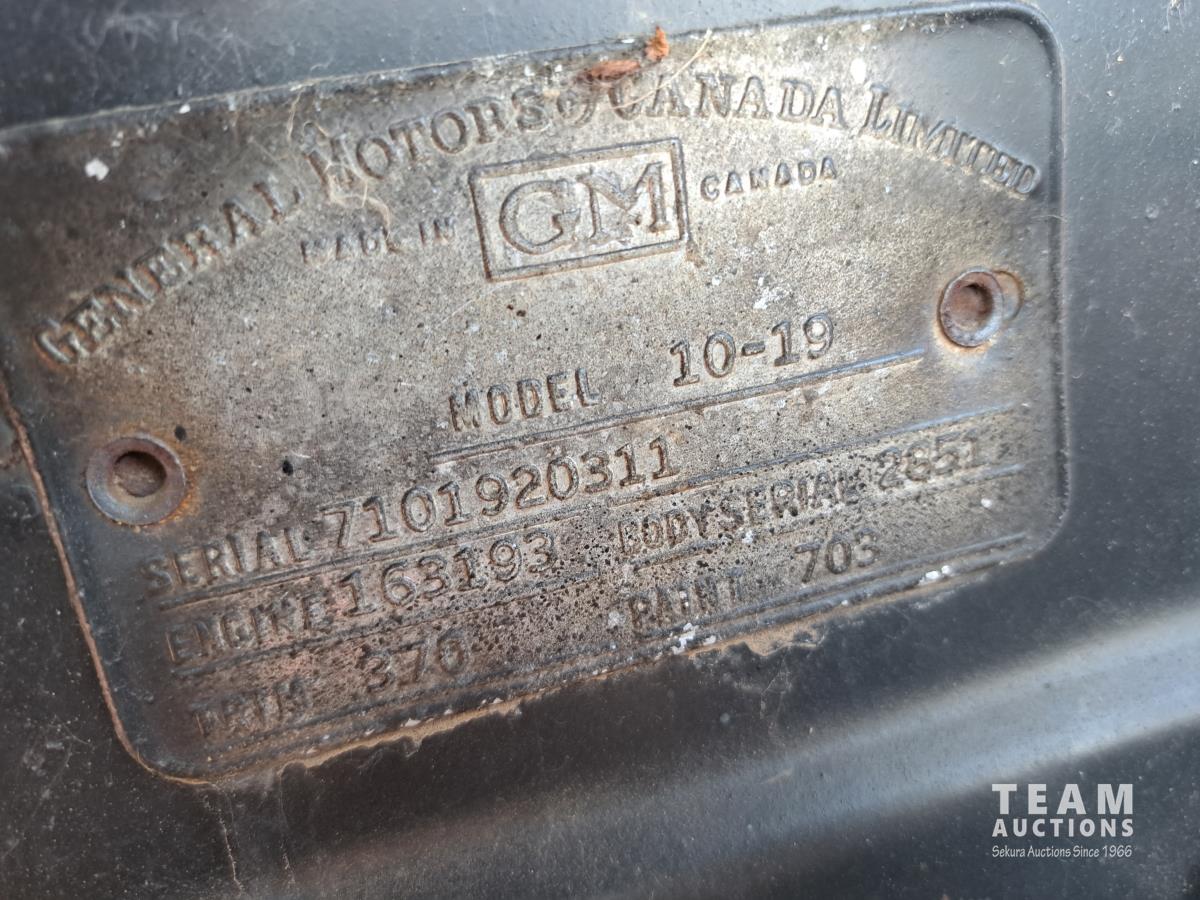 GENERAL MOTORS OF CANADA LIMITED
MADE IN GM CANADA
MODEL 10-19
SERIAL 7101920311
ENGINE 163193 BODY SERIAL 2851
TRIM 370 PAINT 703
TEAM
AUCTIONS
Sekura Auctions Since 1966